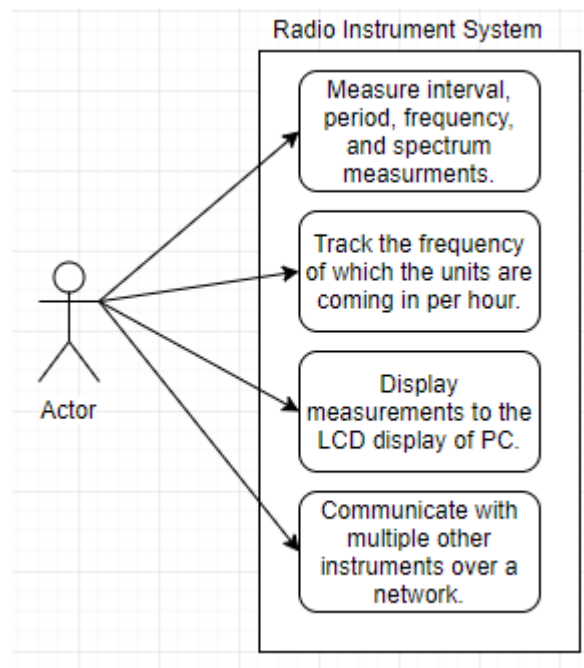 Radio Instrument System
Measure interval,
period, frequency,
and spectrum
measurments.
Track the frequency
of which the units are
coming in per hour.
Actor
Display
measurements to the
LCD display of PC.
Communicate with
multiple other
instruments over a
network.